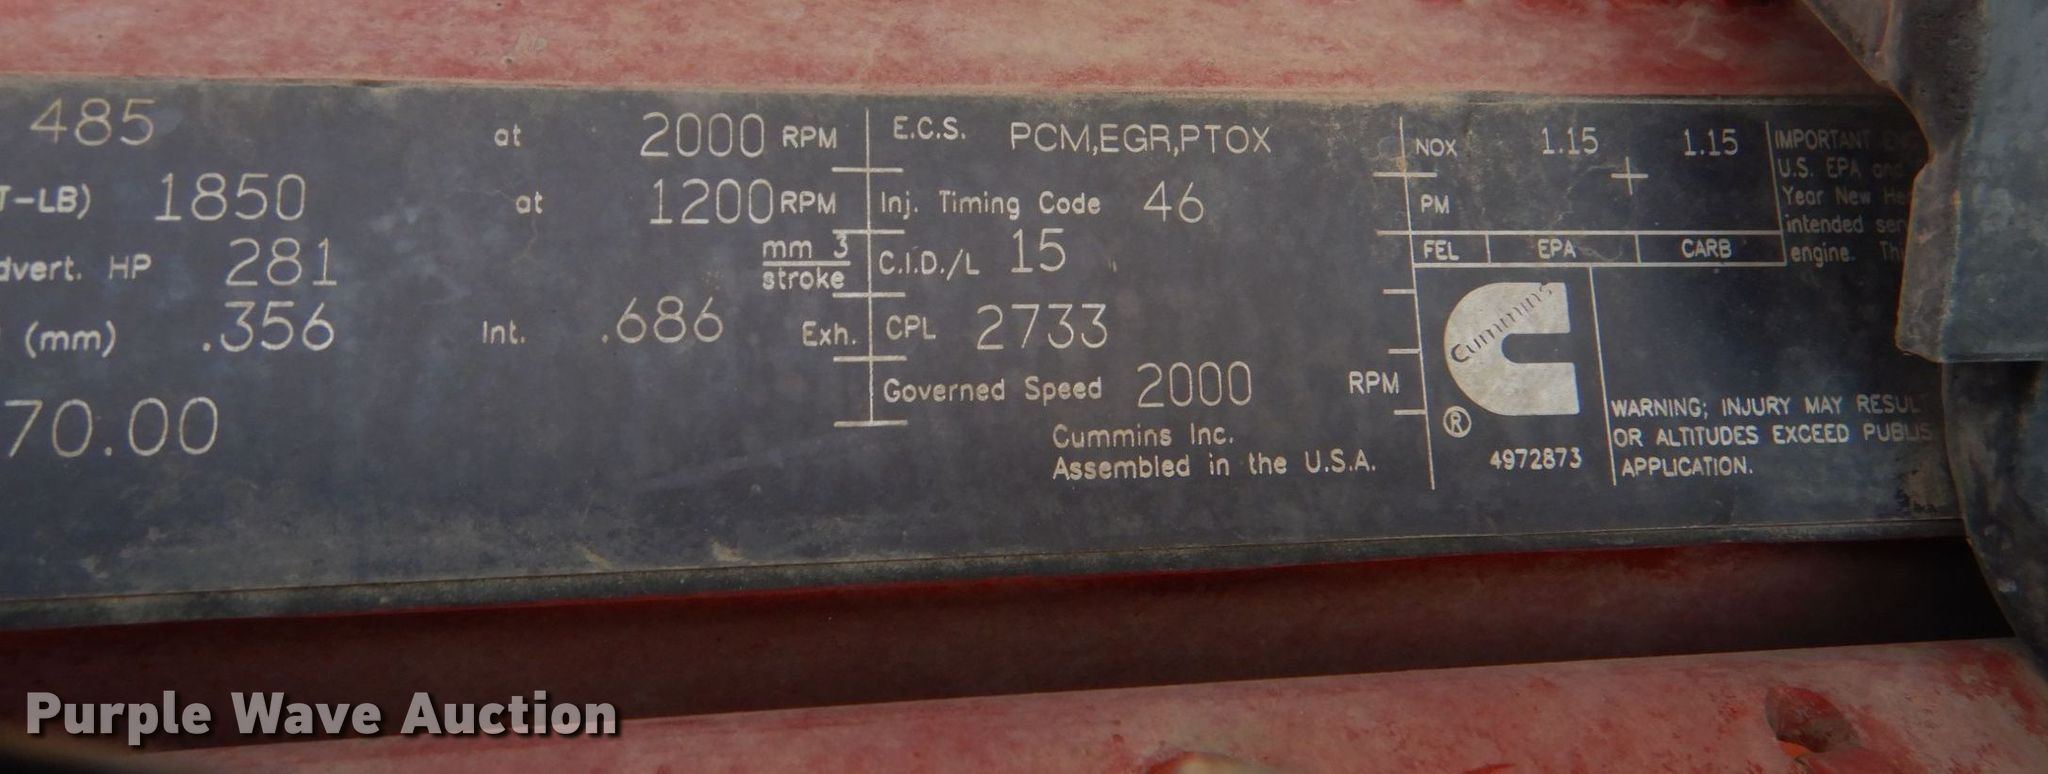 485 at 2000 RPM
T-LB) 1850 at 1200 RPM
dvert. HP 281 mm 3
stroke
(mm) .356 Int. .686 Exh.
70.00
E.C.S. PCM,EGR,PTOX
Inj. Timing Code 46
C.I.D./L 15
CPL 2733
Governed Speed 2000 RPM
Cummins Inc.
Assembled in the U.S.A.
NOX 1.15 1.15
PM
FEL EPA CARB
Cummins
®
4972873
IMPORTANT
U.S. EPA and
Year New
intended
engine.
WARNING; INJURY MAY RESUL
OR ALTITUDES EXCEED PUBLIS
APPLICATION.
Purple Wave Auction